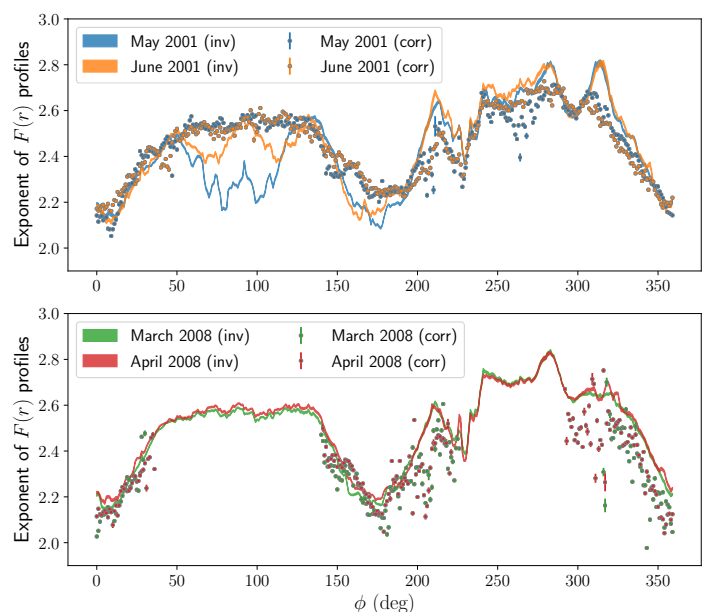 3.0
2.8
2.6
2.4
2.2
2.0
Exponent of F(r) profiles
May 2001 (inv)
June 2001 (inv)
May 2001 (corr)
June 2001 (corr)
0 50 100 150 200 250 300 350
3.0
2.8
2.6
2.4
2.2
2.0
Exponent of F(r) profiles
March 2008 (inv)
April 2008 (inv)
March 2008 (corr)
April 2008 (corr)
0 50 100 150 200 250 300 350
ϕ (deg)